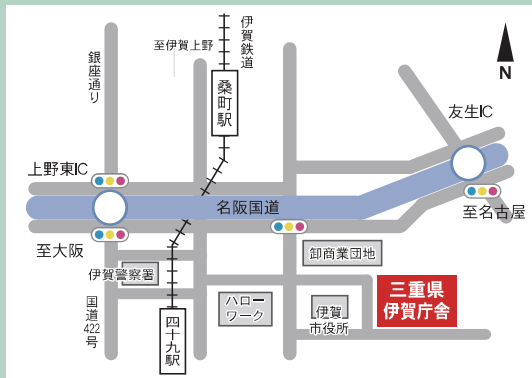 伊賀鉄道
至伊賀上野
銀座通り
N
桑町駅
友生IC
上野東IC
名阪国道
至名古屋
至大阪
卸商業団地
伊賀警察署
三重県
伊賀庁舎
国道422号
ハロー
ワーク
伊賀
市役所
四十九駅